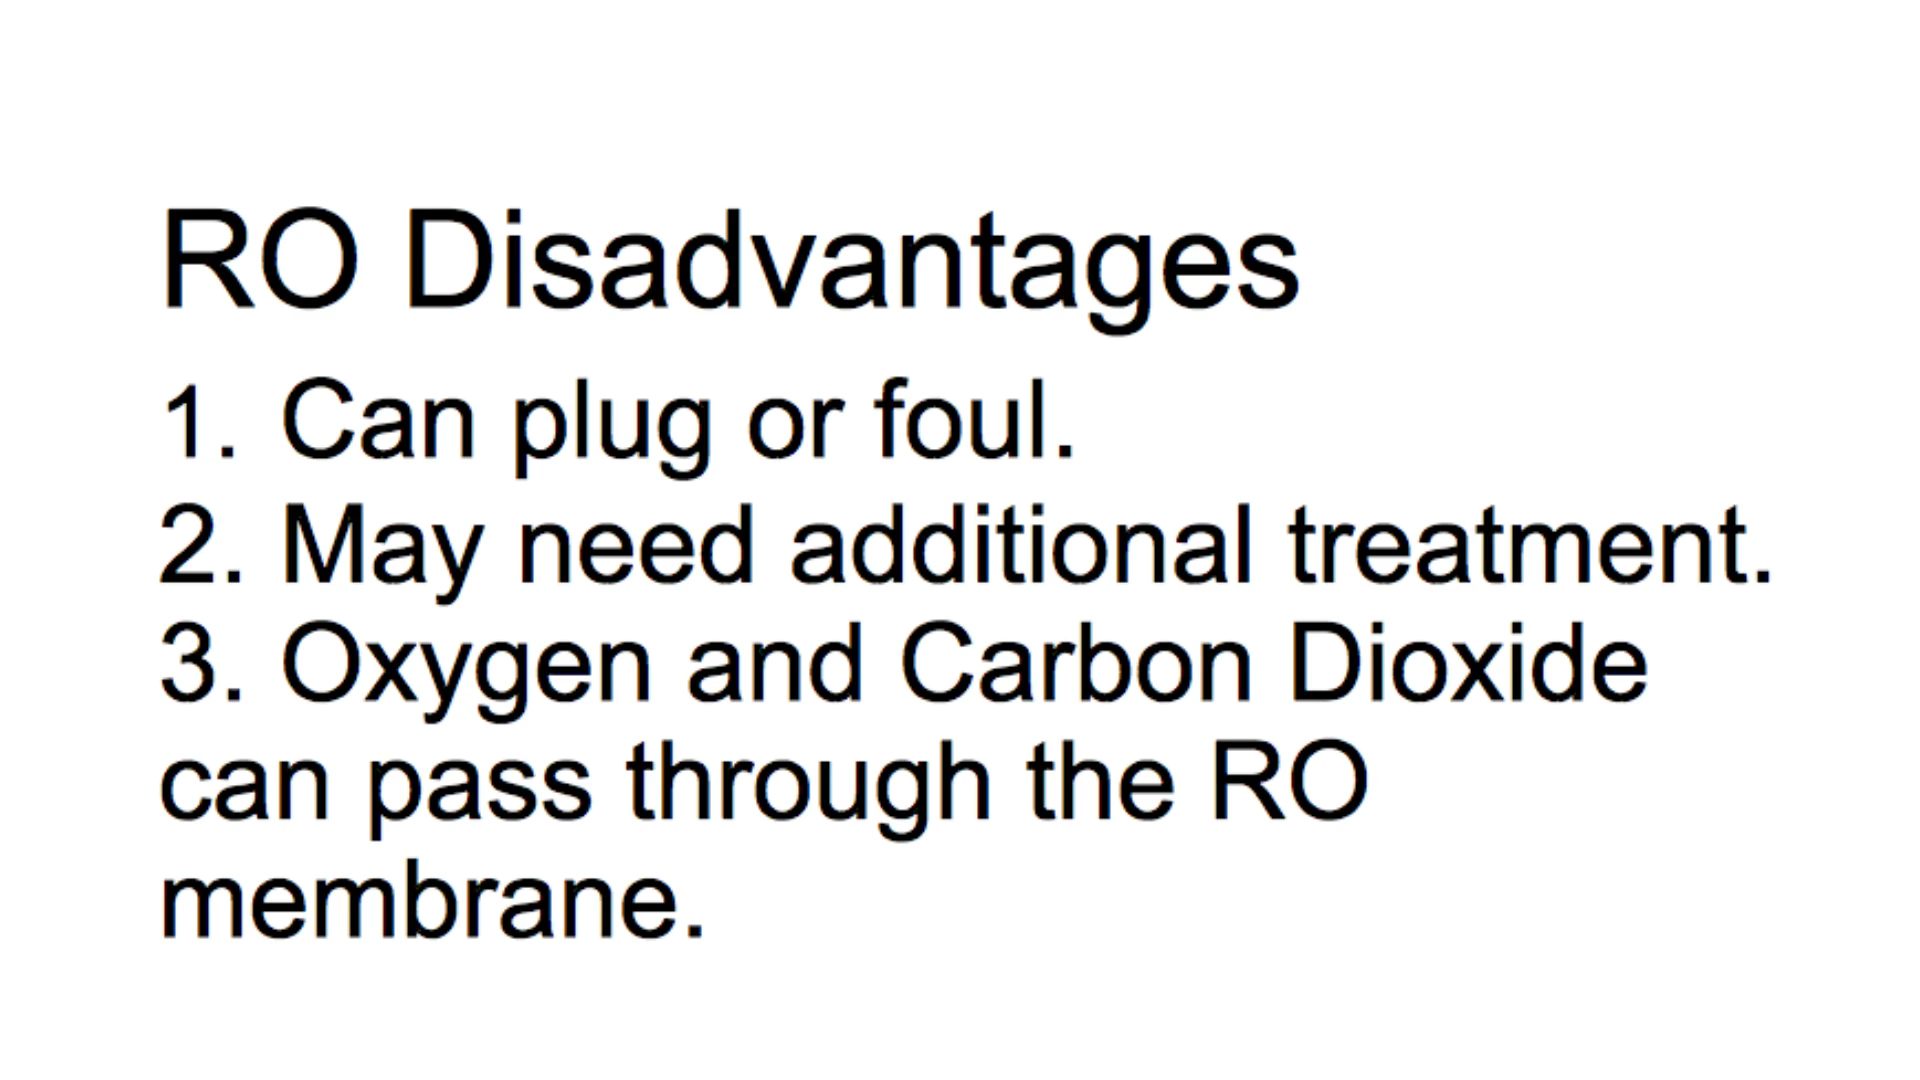 RO Disadvantages
1. Can plug or foul.
2. May need additional treatment.
3. Oxygen and Carbon Dioxide
can pass through the RO
membrane.